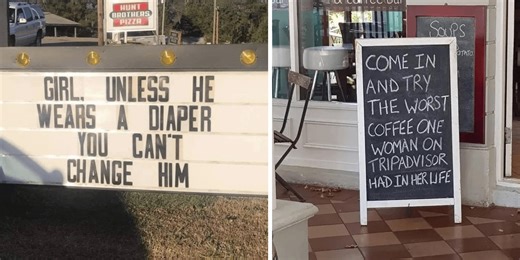 HUNT
BROTHERS
PIZZA
GIRL, UNLESS HE
WEARS A DIAPER
YOU CAN'T
CHANGE HIM
COME IN
AND TRY
THE WORST
COFFEE ONE
WOMAN ON
TRIPADVISOR
HAD IN HER LIFE
SOUPS